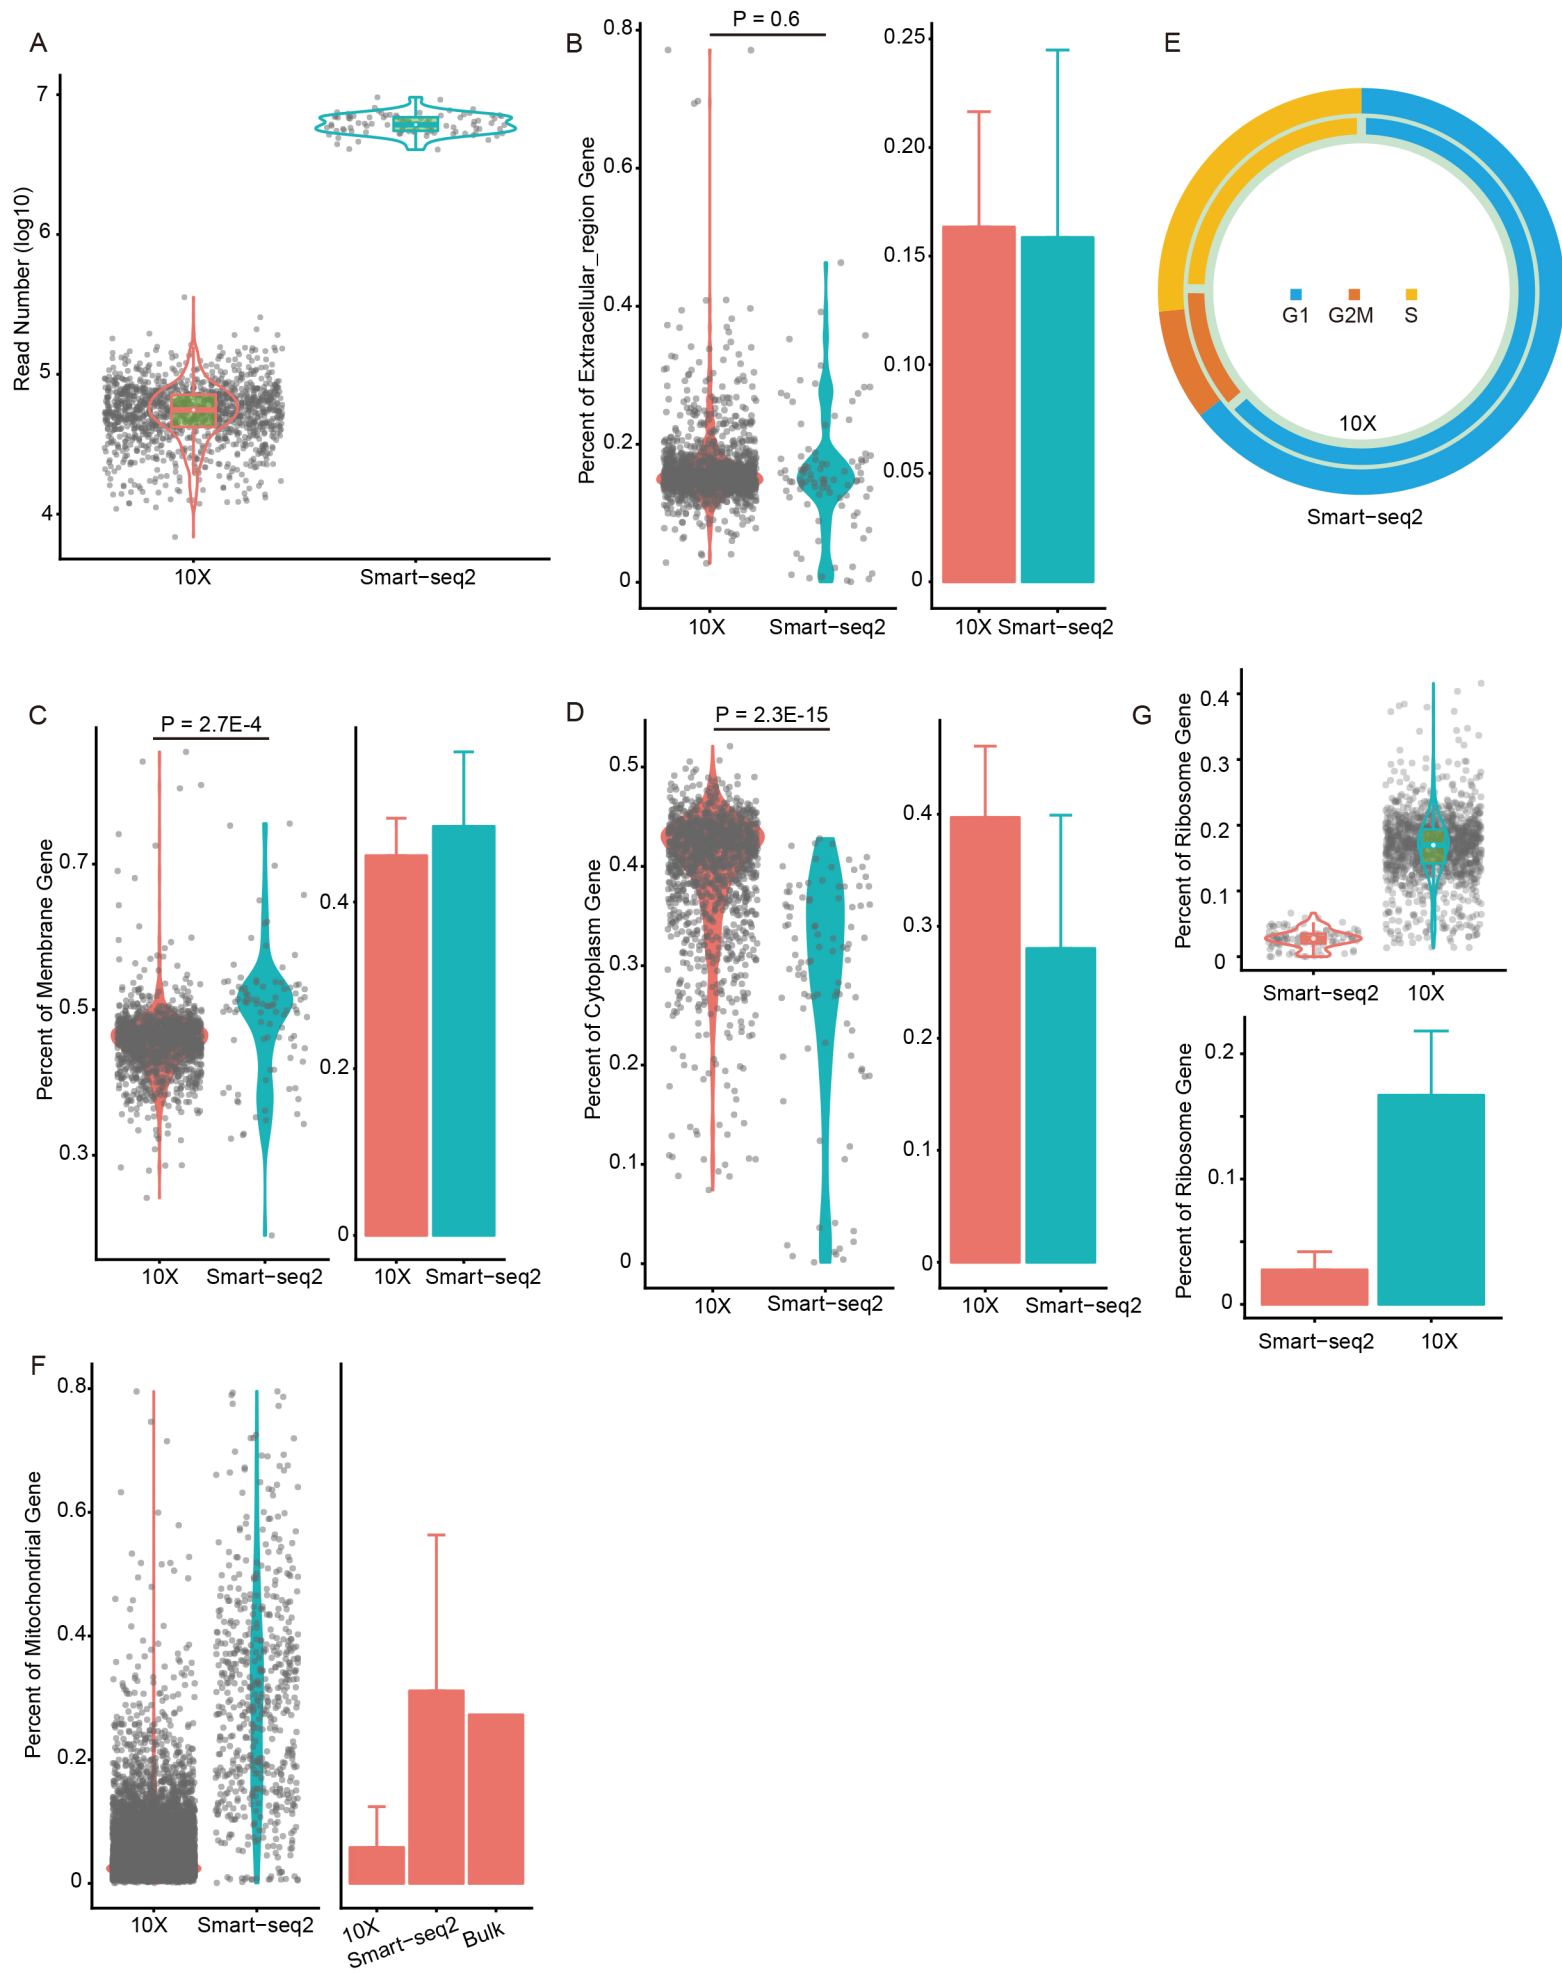 A
Read Number (log10)
7
6
5
4
10X
Smart-seq2
B
P = 0.6
Percent of Extracellular_region Gene
0.8
0.6
0.4
0.2
0
10X
Smart-seq2
0.25
0.20
0.15
0.10
0.05
0
10X Smart-seq2
E
G1
G2M
S
10X
Smart-seq2
C
P = 2.7E-4
Percent of Membrane Gene
0.7
0.5
0.3
10X
Smart-seq2
0.4
0.2
0
10X
Smart-seq2
D
P = 2.3E-15
Percent of Cytoplasm Gene
0.5
0.4
0.3
0.2
0.1
0
10X
Smart-seq2
0.4
0.3
0.2
0.1
0
10X
Smart-seq2
G
Percent of Ribosome Gene
0.4
0.3
0.2
0.1
0
Smart-seq2
10X
Percent of Ribosome Gene
0.2
0.1
0
Smart-seq2
10X
F
Percent of Mitochondrial Gene
0.8
0.6
0.4
0.2
0
10X
Smart-seq2
10X
Smart-seq2
Bulk